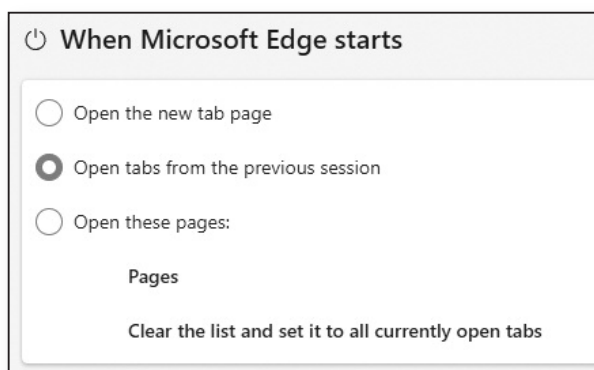 When Microsoft Edge starts
Open the new tab page
Open tabs from the previous session
Open these pages:
Pages
Clear the list and set it to all currently open tabs